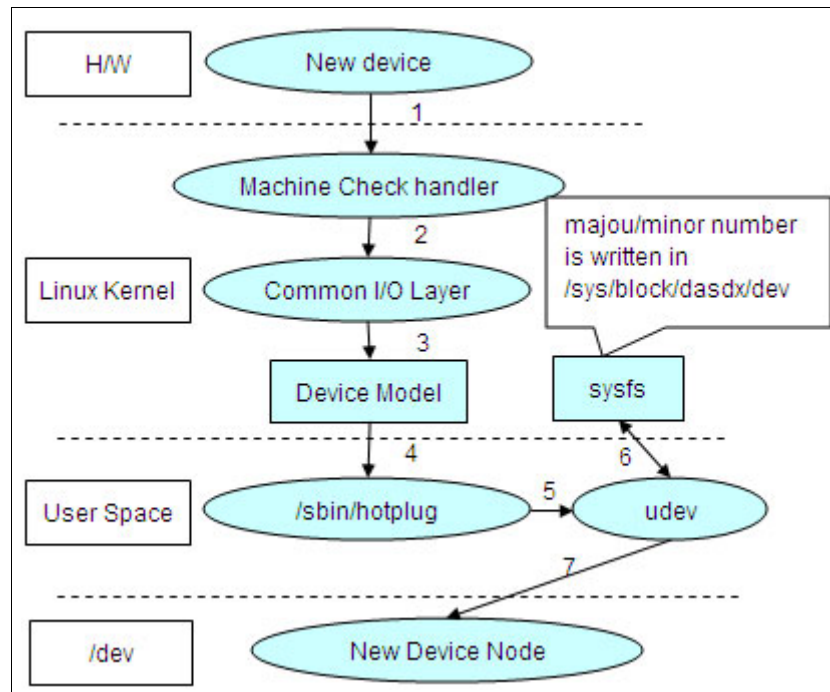 H/W
New device
1
Machine Check handler
2
majou/minor number
is written in
/sys/block/dasdx/dev
Linux Kernel
Common I/O Layer
3
Device Model
sysfs
4
6
User Space
/sbin/hotplug
5
udev
7
/dev
New Device Node